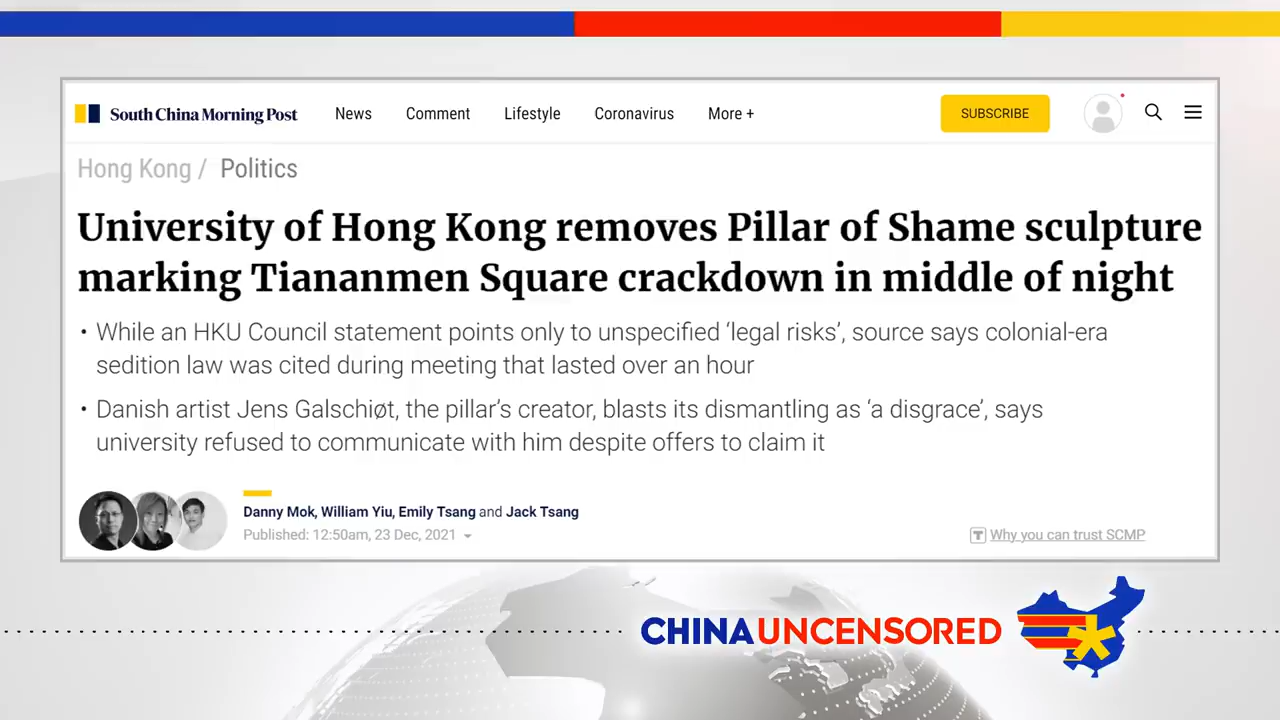 South China Morning Post News Comment Lifestyle Coronavirus More + SUBSCRIBE
Hong Kong / Politics
University of Hong Kong removes Pillar of Shame sculpture
marking Tiananmen Square crackdown in middle of night
• While an HKU Council statement points only to unspecified ‘legal risks’, source says colonial-era
sedition law was cited during meeting that lasted over an hour
• Danish artist Jens Galschiøt, the pillar’s creator, blasts its dismantling as ‘a disgrace’, says
university refused to communicate with him despite offers to claim it
Danny Mok, William Yiu, Emily Tsang and Jack Tsang
Published: 12:50am, 23 Dec, 2021
T Why you can trust SCMP
CHINA UNCENSORED